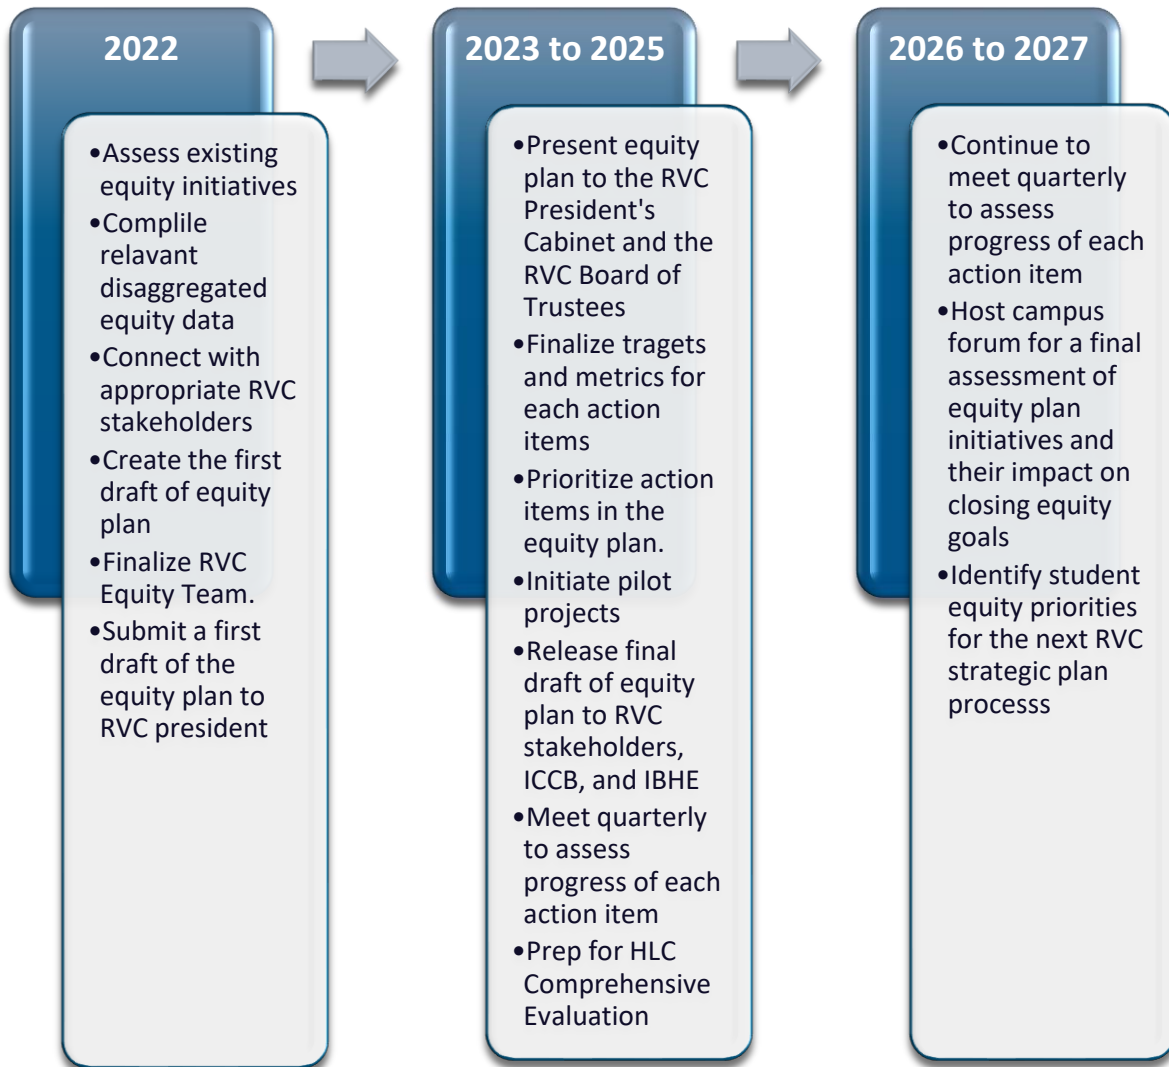 2022
•Assess existing
equity initiatives
•Complile
relavant
disaggregated
equity data
•Connect with
appropriate RVC
stakeholders
•Create the first
draft of equity
plan
•Finalize RVC
Equity Team.
•Submit a first
draft of the
equity plan to
RVC president
2023 to 2025
•Present equity
plan to the RVC
President's
Cabinet and the
RVC Board of
Trustees
•Finalize tragets
and metrics for
each action
items
•Prioritize action
items in the
equity plan.
•Initiate pilot
projects
•Release final
draft of equity
plan to RVC
stakeholders,
ICCB, and IBHE
•Meet quarterly
to assess
progress of each
action item
•Prep for HLC
Comprehensive
Evaluation
2026 to 2027
•Continue to
meet quarterly
to assess
progress of each
action item
•Host campus
forum for a final
assessment of
equity plan
initiatives and
their impact on
closing equity
goals
•Identify student
equity priorities
for the next RVC
strategic plan
processs